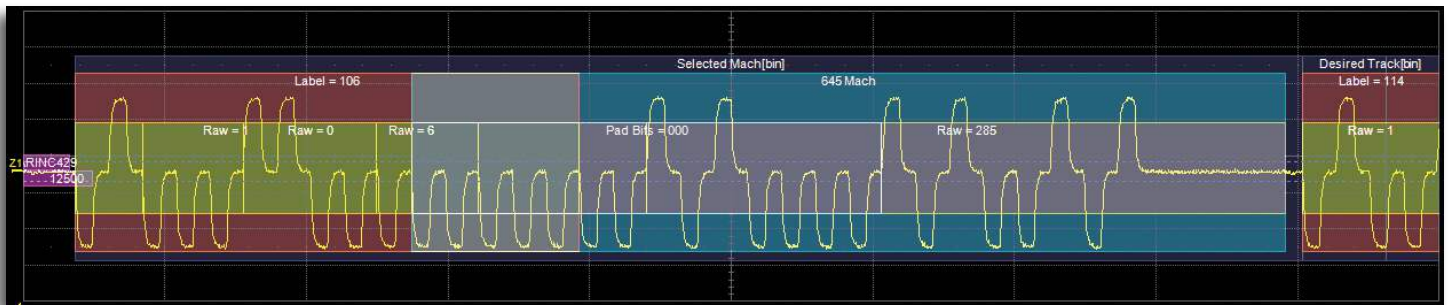 Selected Mach[bin]
Desired Track[bin]
Label = 106
645 Mach
Label = 114
Raw = 1
Raw = 0
Raw = 6
Pad Bits = 000
Raw = 285
Raw = 1
Z1
ARINC429
12500